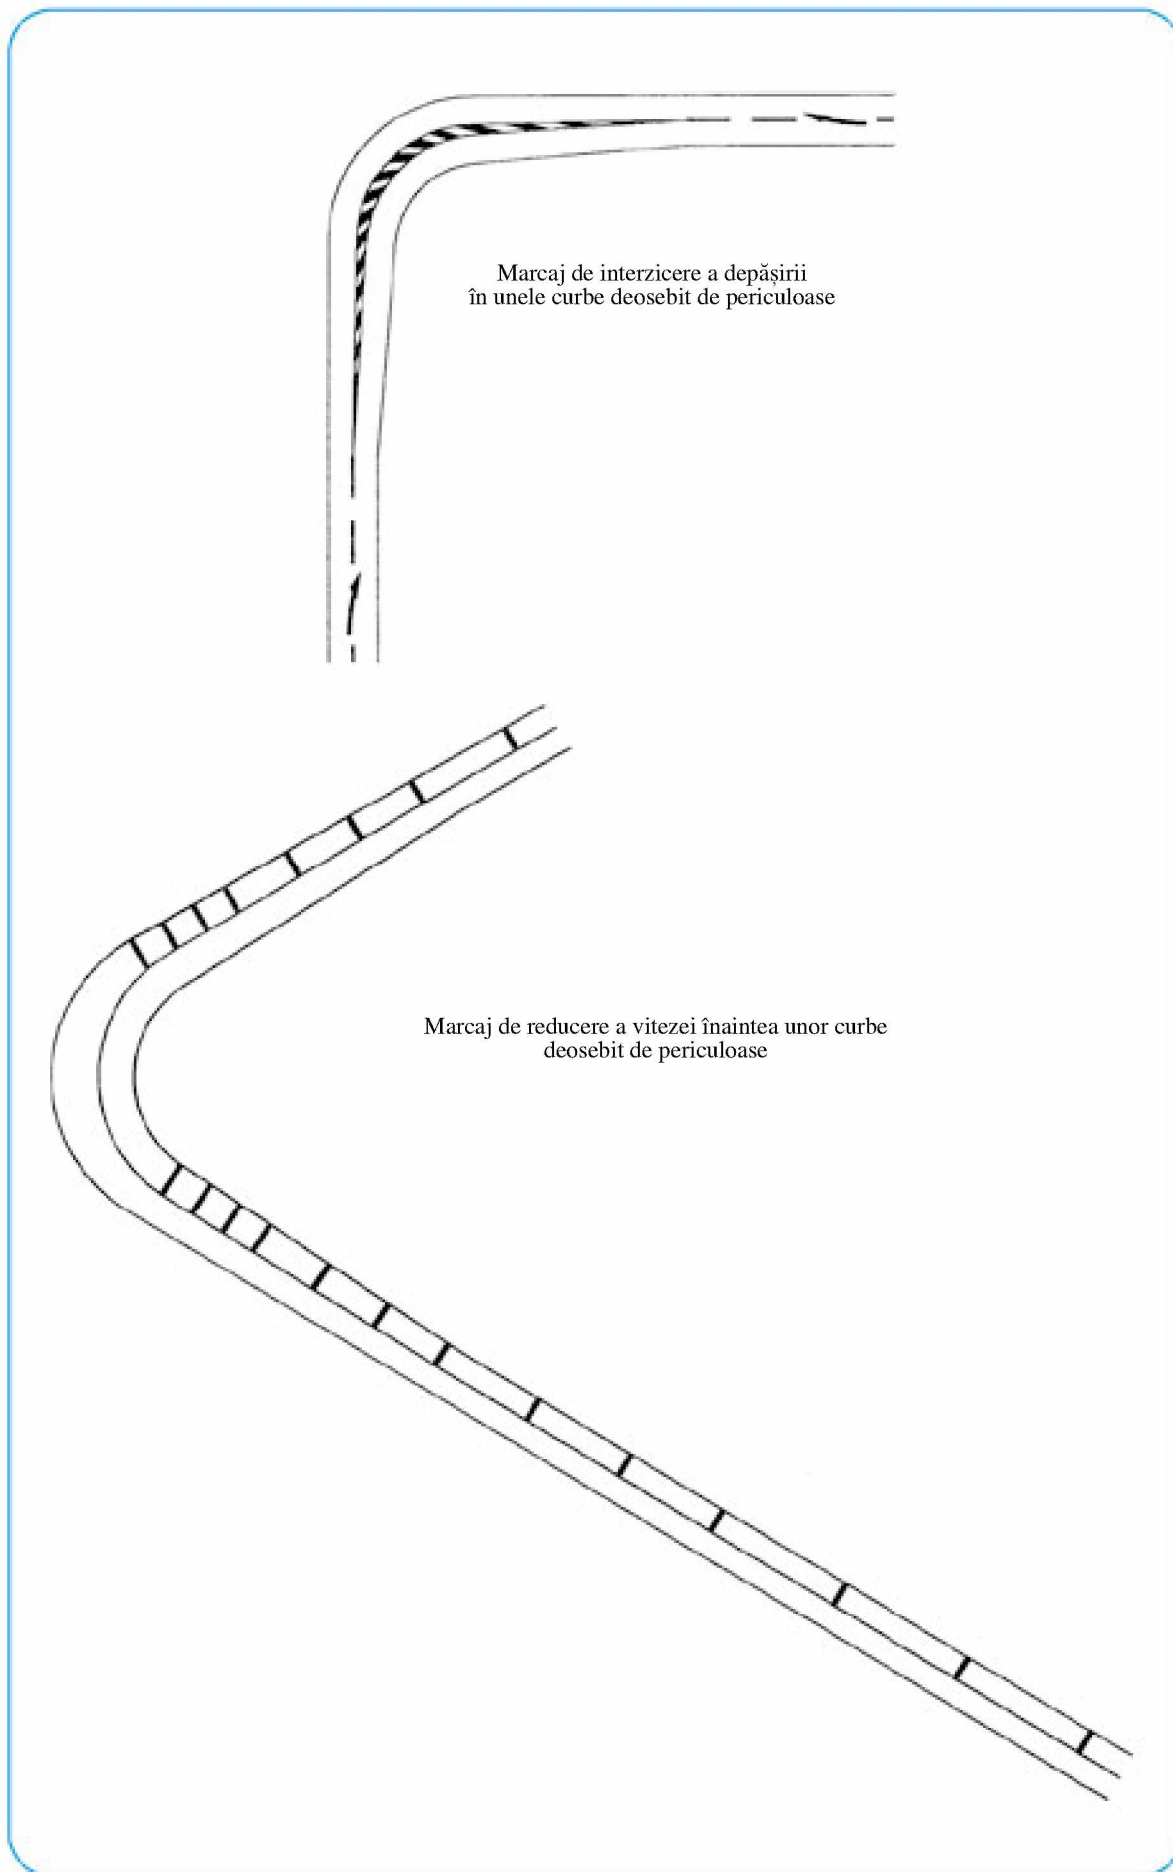 Marcaj de interzicere a depășirii
în unele curbe deosebit de periculoase
Marcaj de reducere a vitezei înaintea unor curbe
deosebit de periculoase